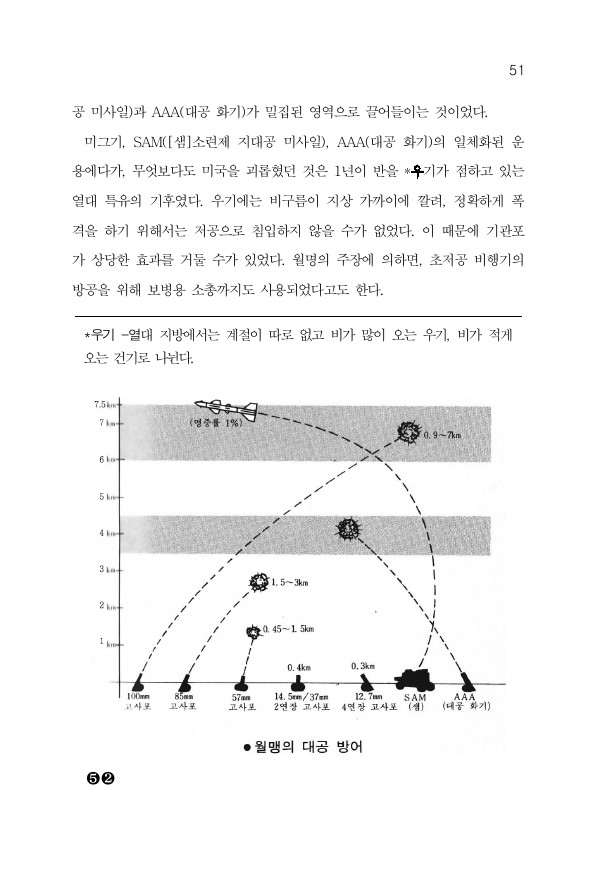 51
공 미사일)과 AAA(대공 화기)가 밀집된 영역으로 끌어들이는 것이었다.
미그기, SAM([샘]소련제 지대공 미사일), AAA(대공 화기)의 일체화된 운
용에다가, 무엇보다도 미국을 괴롭혔던 것은 1년이 반을 *우기가 점하고 있는
열대 특유의 기후였다. 우기에는 비구름이 지상 가까이에 깔려, 정확하게 폭
격을 하기 위해서는 저공으로 침입하지 않을 수가 없었다. 이 때문에 기관포
가 상당한 효과를 거둘 수가 있었다. 월명의 주장에 의하면, 초저공 비행기의
방공을 위해 보병용 소총까지도 사용되었다고도 한다.
*우기 -열대 지방에서는 계절이 따로 없고 비가 많이 오는 우기, 비가 적게
오는 건기로 나뉜다.
7.5km
(명중률 1%)
7km
0.9~7km
6km
5km
4km
3km
1.5~3km
2km
0.45~1.5km
1km
0.4km
0.3km
100mm 85mm 57mm 14.5mm/37mm 12.7mm SAM AAA
고사포 고사포 고사포 2연장 고사포 4연장 고사포 (샘) (대공 화기)
●월맹의 대공 방어
❺❷